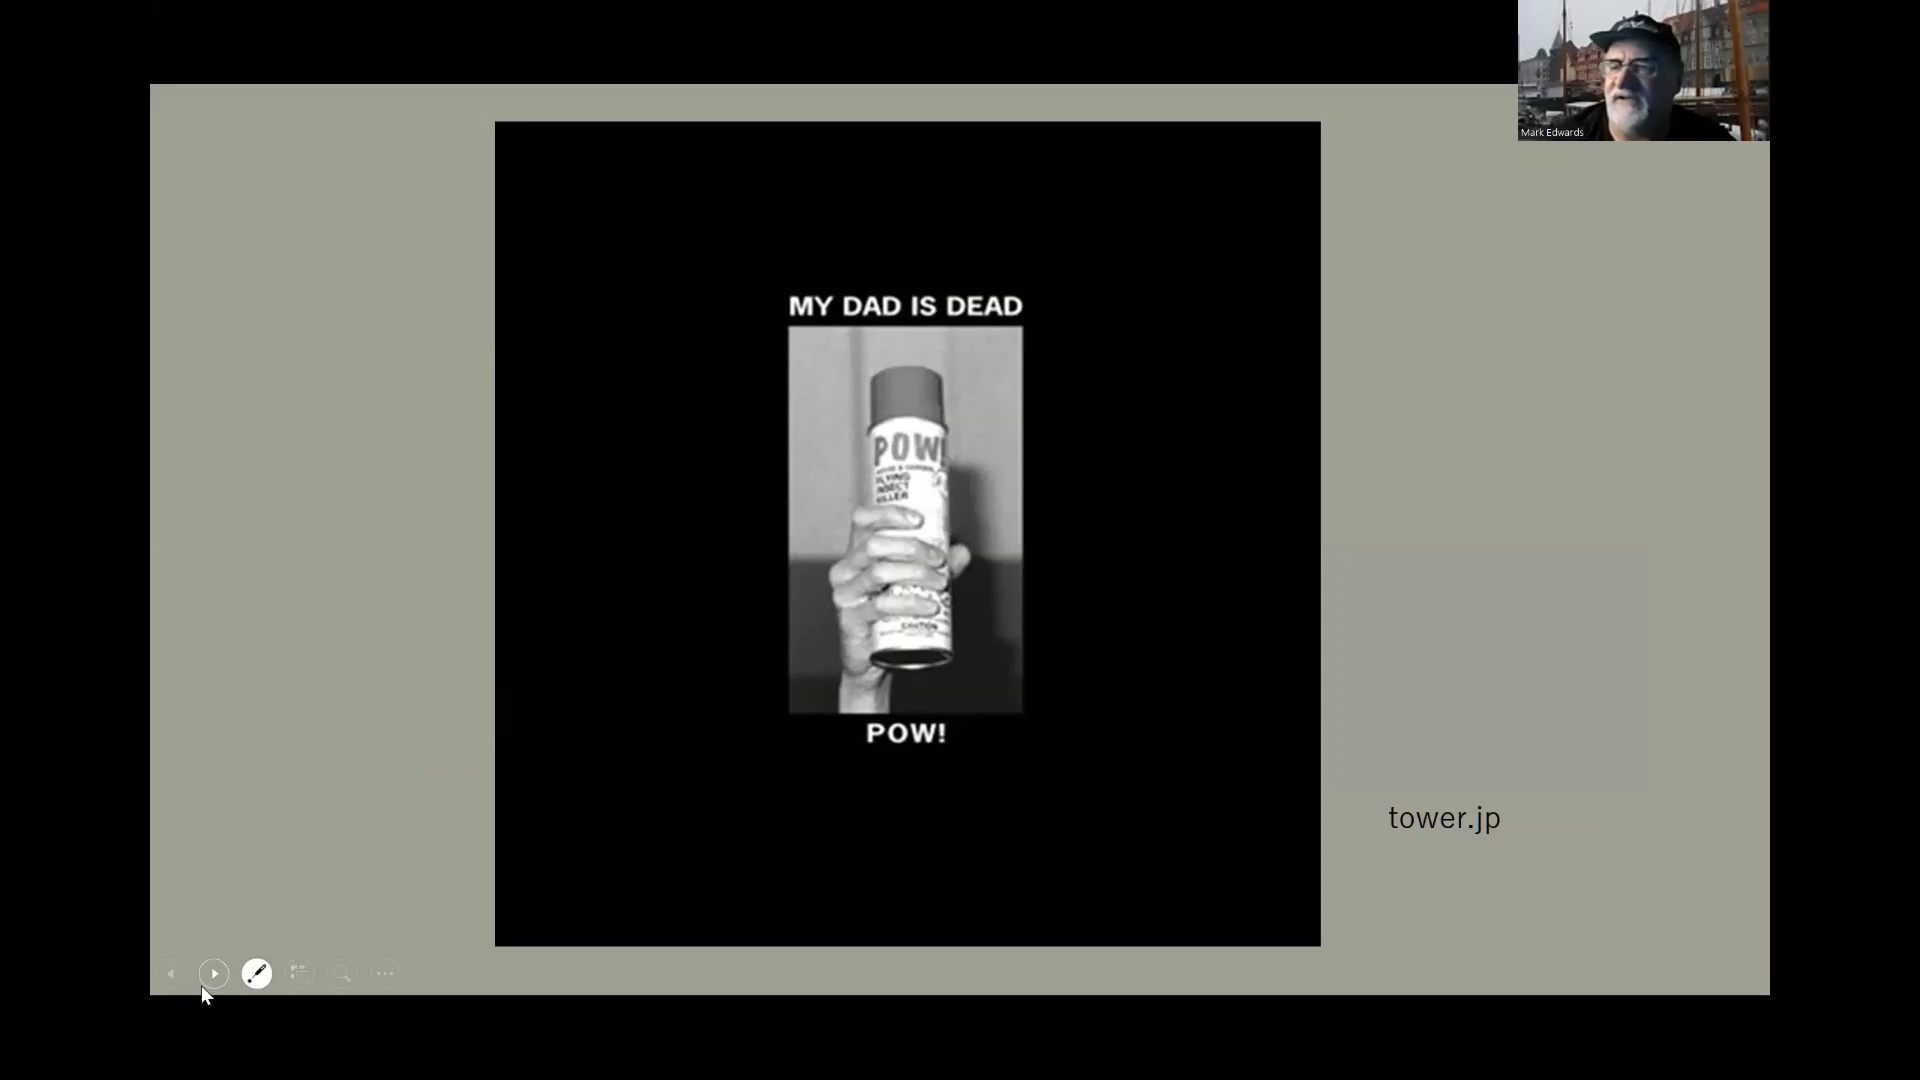 Mark Edwards
MY DAD IS DEAD
POW!
FLYING
INSECT
KILLER
CAUTION
POW!
tower.jp